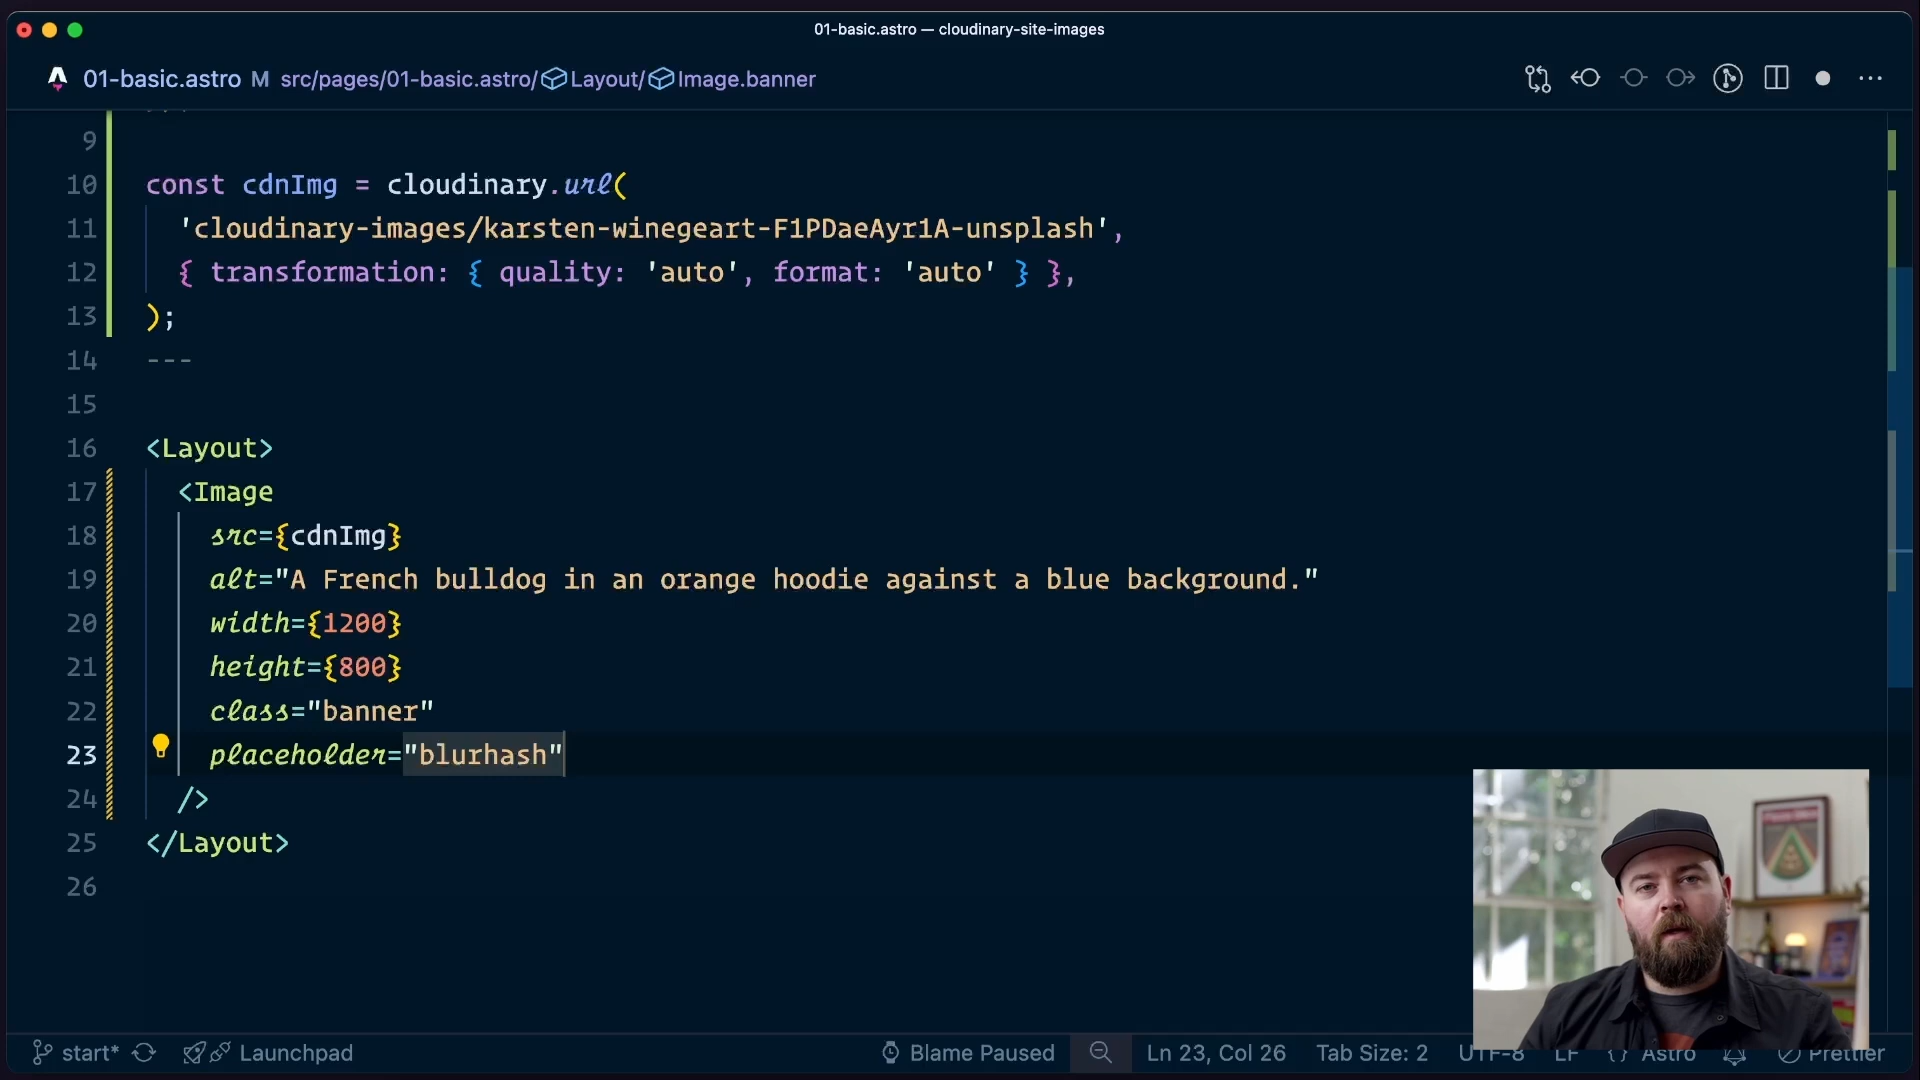 01-basic.astro — cloudinary-site-images
01-basic.astro M src/pages/01-basic.astro/Layout/Image.banner
9
10 const cdnImg = cloudinary.url(
11 'cloudinary-images/karsten-winegeart-F1PDaeAyr1A-unsplash',
12 { transformation: { quality: 'auto', format: 'auto' } },
13 );
14 ---
15
16 <Layout>
17 <Image
18 src={cdnImg}
19 alt="A French bulldog in an orange hoodie against a blue background."
20 width={1200}
21 height={800}
22 class="banner"
23 placeholder="blurhash"
24 />
25 </Layout>
26
start* Launchpad Blame Paused Ln 23, Col 26 Tab Size: 2 UTF-8 LF {} Astro Prettier